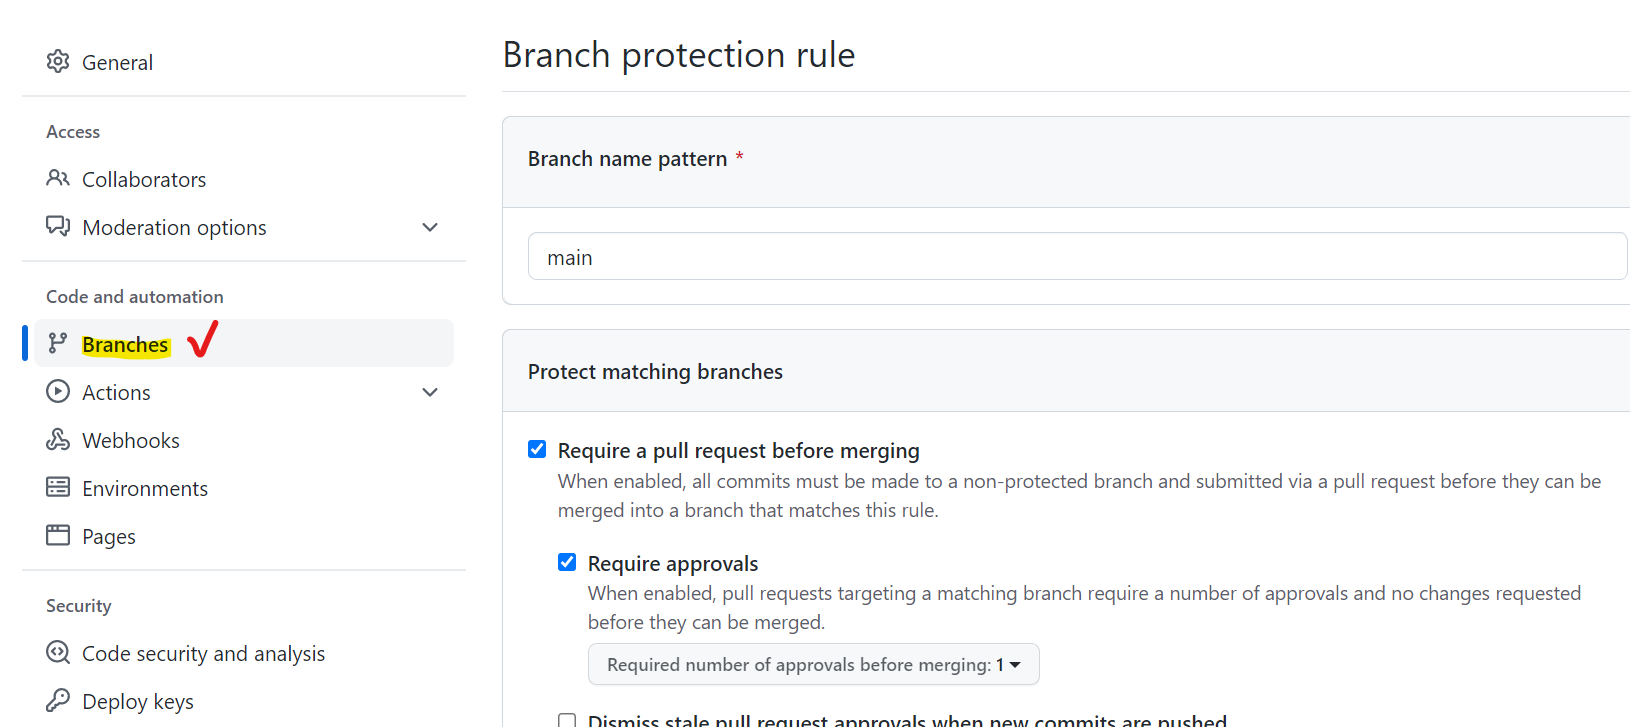 General
Access
Collaborators
Moderation options
Code and automation
Branches
Actions
Webhooks
Environments
Pages
Security
Code security and analysis
Deploy keys
Branch protection rule
Branch name pattern *
main
Protect matching branches
Require a pull request before merging
When enabled, all commits must be made to a non-protected branch and submitted via a pull request before they can be
merged into a branch that matches this rule.
Require approvals
When enabled, pull requests targeting a matching branch require a number of approvals and no changes requested
before they can be merged.
Required number of approvals before merging: 1
Dismiss stale pull request approvals when new commits are pushed